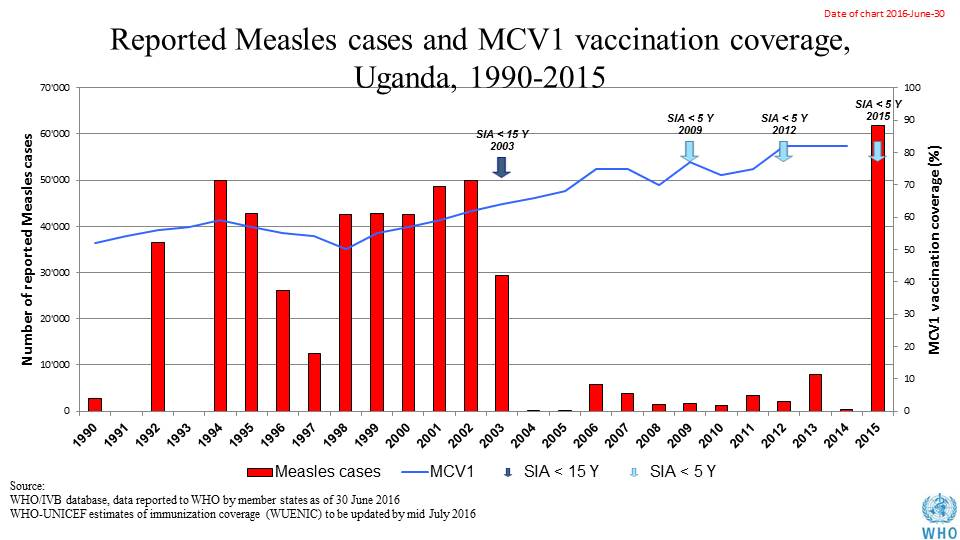 Date of chart 2016-June-30
Reported Measles cases and MCV1 vaccination coverage,
Uganda, 1990-2015
Number of reported Measles cases
70'000
60'000
50'000
40'000
30'000
20'000
10'000
0
SIA < 15 Y
2003
SIA < 5 Y
2009
SIA < 5 Y
2012
SIA < 5 Y
2015
100
90
80
70
60
50
40
30
20
10
0
MCV1 vaccination coverage (%)
1990
1991
1992
1993
1994
1995
1996
1997
1998
1999
2000
2001
2002
2003
2004
2005
2006
2007
2008
2009
2010
2011
2012
2013
2014
2015
Measles cases
MCV1
SIA < 15 Y
SIA < 5 Y
Source:
WHO/IVB database, data reported to WHO by member states as of 30 June 2016
WHO-UNICEF estimates of immunization coverage (WUENIC) to be updated by mid July 2016
WHO